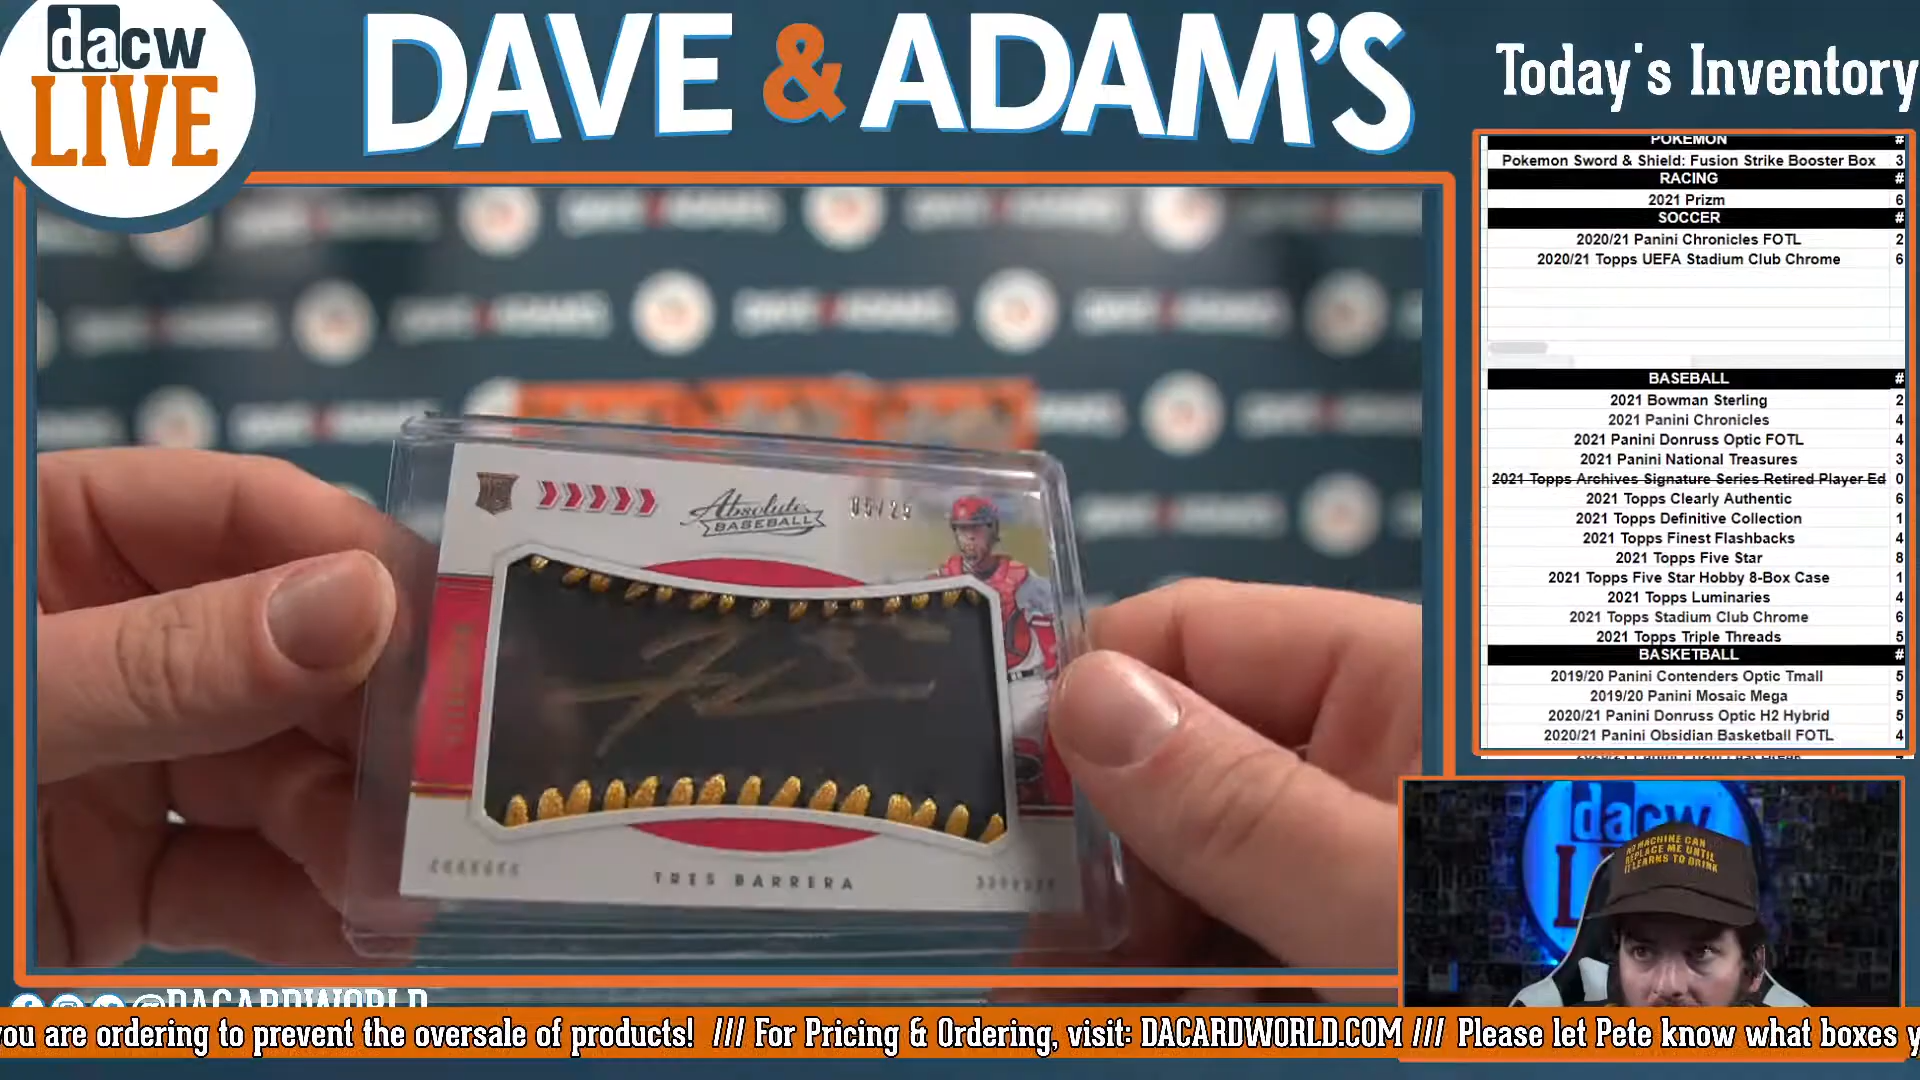 dacw
LIVE
DAVE & ADAM'S
Today's Inventory
POKEMON #
Pokemon Sword & Shield: Fusion Strike Booster Box 3
RACING #
2021 Prizm 6
SOCCER #
2020/21 Panini Chronicles FOTL 2
2020/21 Topps UEFA Stadium Club Chrome 6
BASEBALL #
2021 Bowman Sterling 2
2021 Panini Chronicles 4
2021 Panini Donruss Optic FOTL 4
2021 Panini National Treasures 3
2021 Topps Archives Signature Series Retired Player Ed 0
2021 Topps Clearly Authentic 6
2021 Topps Definitive Collection 1
2021 Topps Finest Flashbacks 4
2021 Topps Five Star 8
2021 Topps Five Star Hobby 8-Box Case 1
2021 Topps Luminaries 4
2021 Topps Stadium Club Chrome 6
2021 Topps Triple Threads 5
BASKETBALL #
2019/20 Panini Contenders Optic Tmall 5
2019/20 Panini Mosaic Mega 5
2020/21 Panini Donruss Optic H2 Hybrid 5
2020/21 Panini Obsidian Basketball FOTL 4
RC
Absolute
BASEBALL
05/25
TRES BARRERA
dacw
NO MACHINE CAN
REPLACE ME UNTIL
IT LEARNS TO DRINK
@DACARDWORLD
you are ordering to prevent the oversale of products! /// For Pricing & Ordering, visit: DACARDWORLD.COM /// Please let Pete know what boxes y